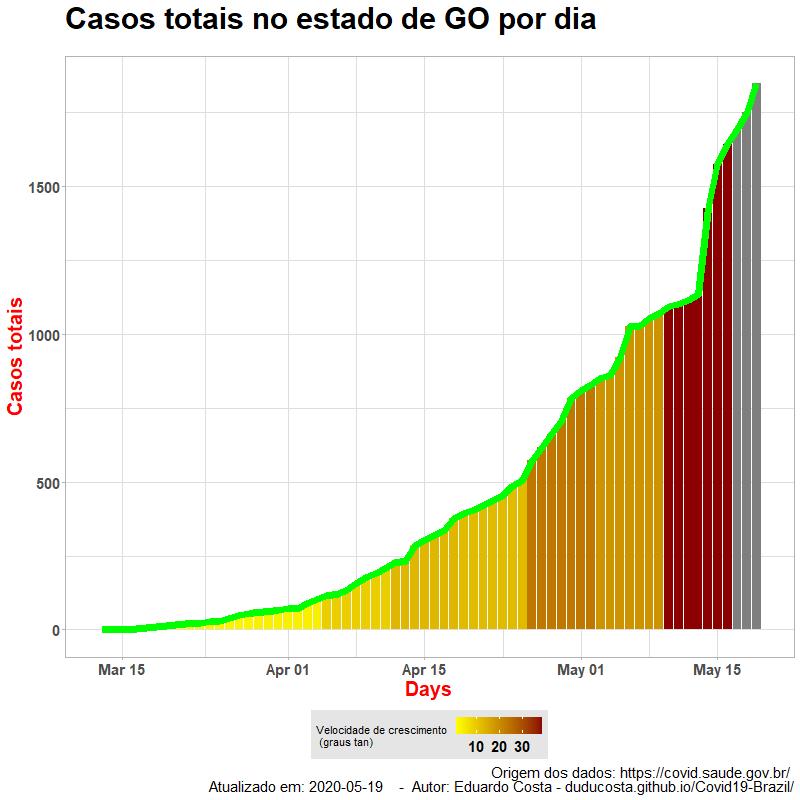 Casos totais no estado de GO por dia
1500
1000
500
0
Casos totais
Mar 15 Apr 01 Apr 15 May 01 May 15
Days
Velocidade de crescimento
(graus tan)
10 20 30
Origem dos dados: https://covid.saude.gov.br/
Atualizado em: 2020-05-19 - Autor: Eduardo Costa - duducosta.github.io/Covid19-Brazil/